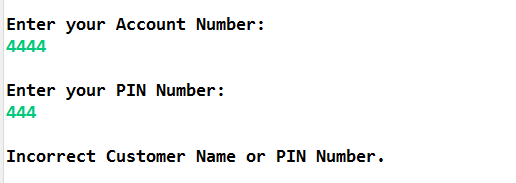 Enter your Account Number:
4444
Enter your PIN Number:
444
Incorrect Customer Name or PIN Number.